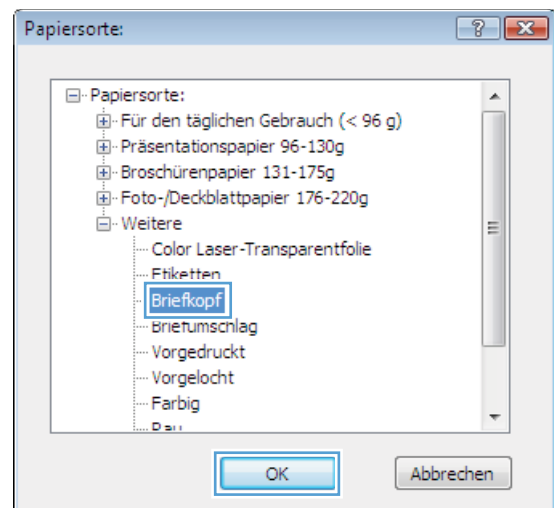 Papiersorte:
Papiersorte:
Für den täglichen Gebrauch (< 96 g)
Präsentationspapier 96-130g
Broschürenpapier 131-175g
Foto-/Deckblattpapier 176-220g
Weitere
Color Laser-Transparentfolie
Etiketten
Briefkopf
Briefumschlag
Vorgedruckt
Vorgelocht
Farbig
Rau
OK Abbrechen